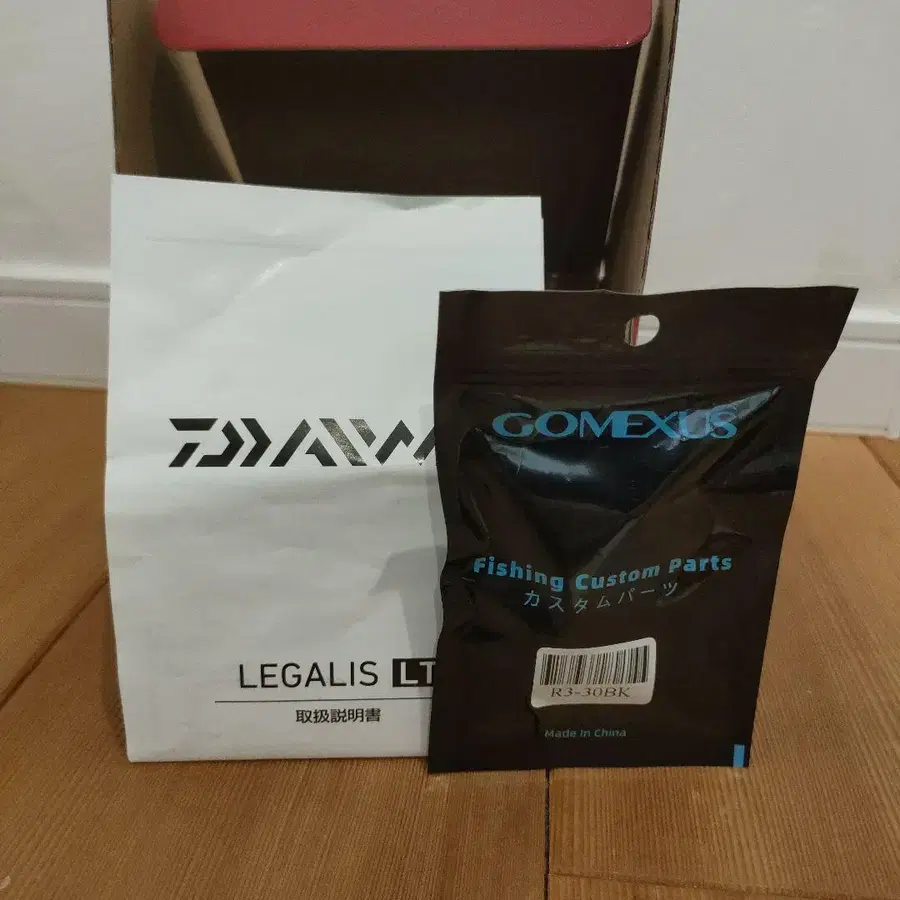 DAIWA
LEGALIS LT
取扱説明書
GOMEXUS
Fishing Custom Parts
カスタムパーツ
R3-30BK
Made In China